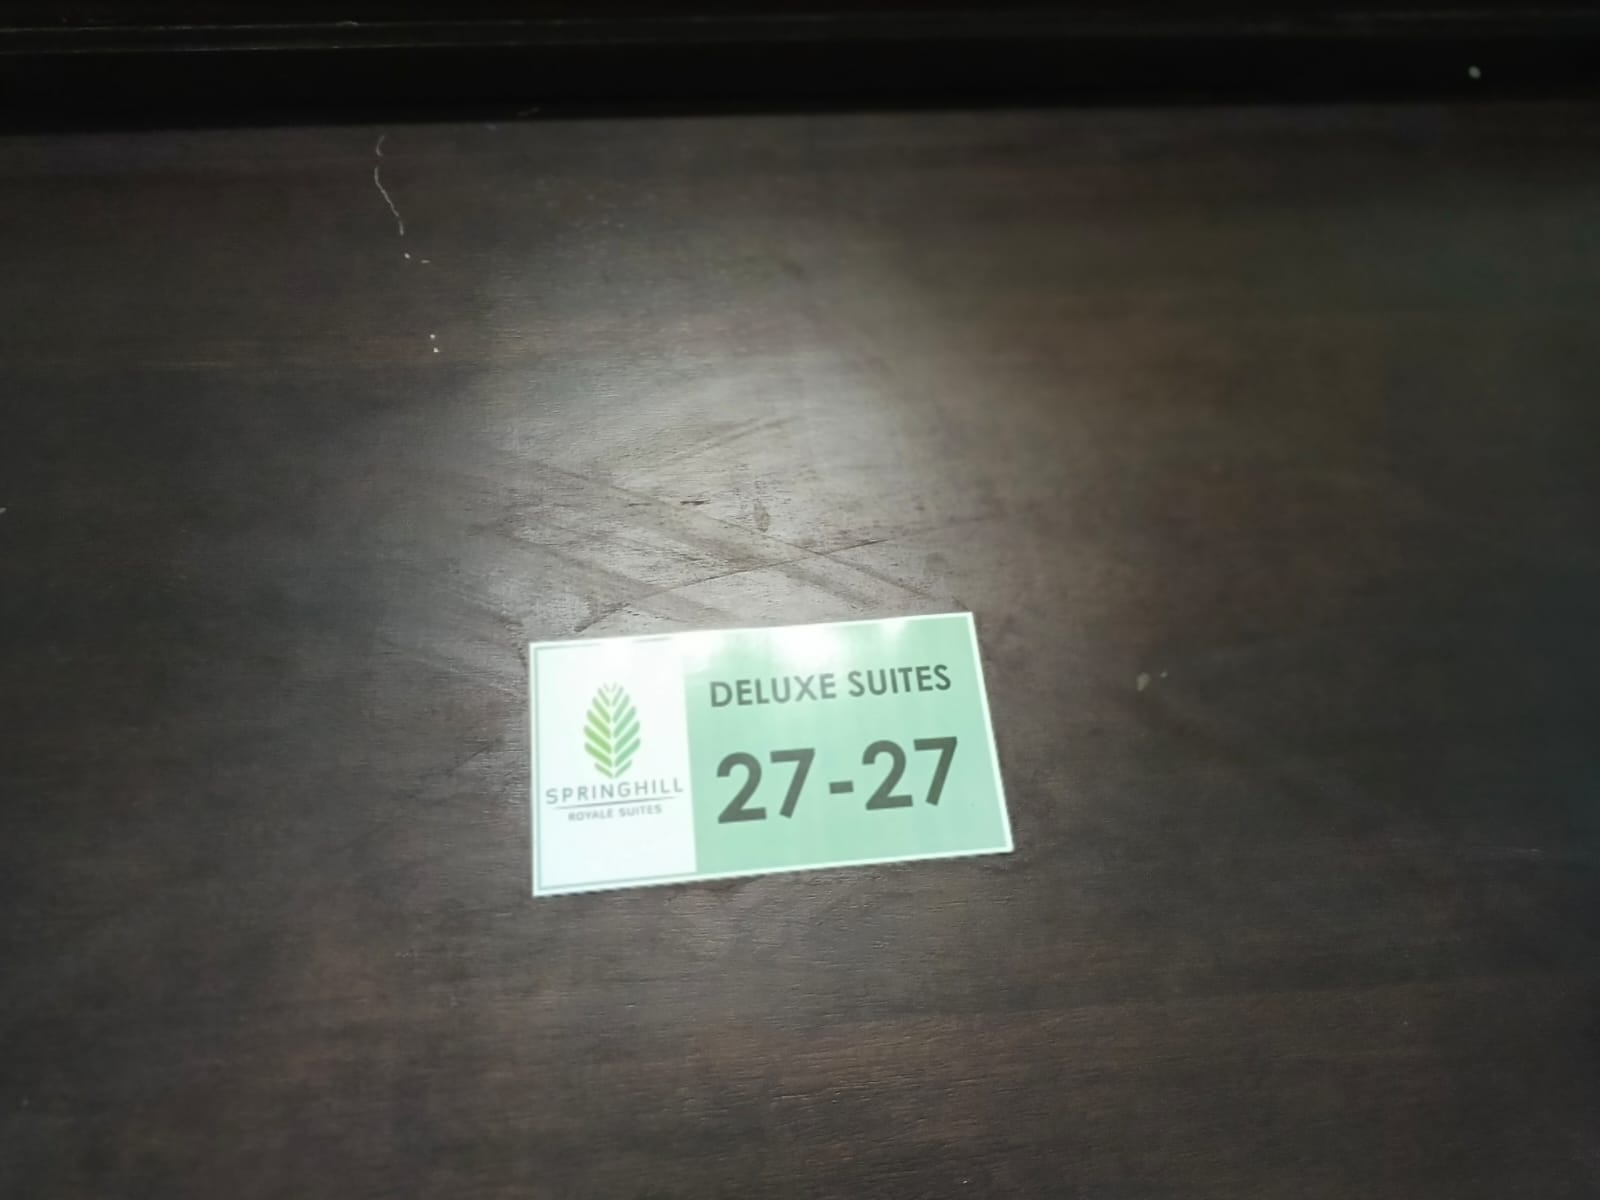 SPRINGHILL
ROYALE SUITES
DELUXE SUITES
27-27